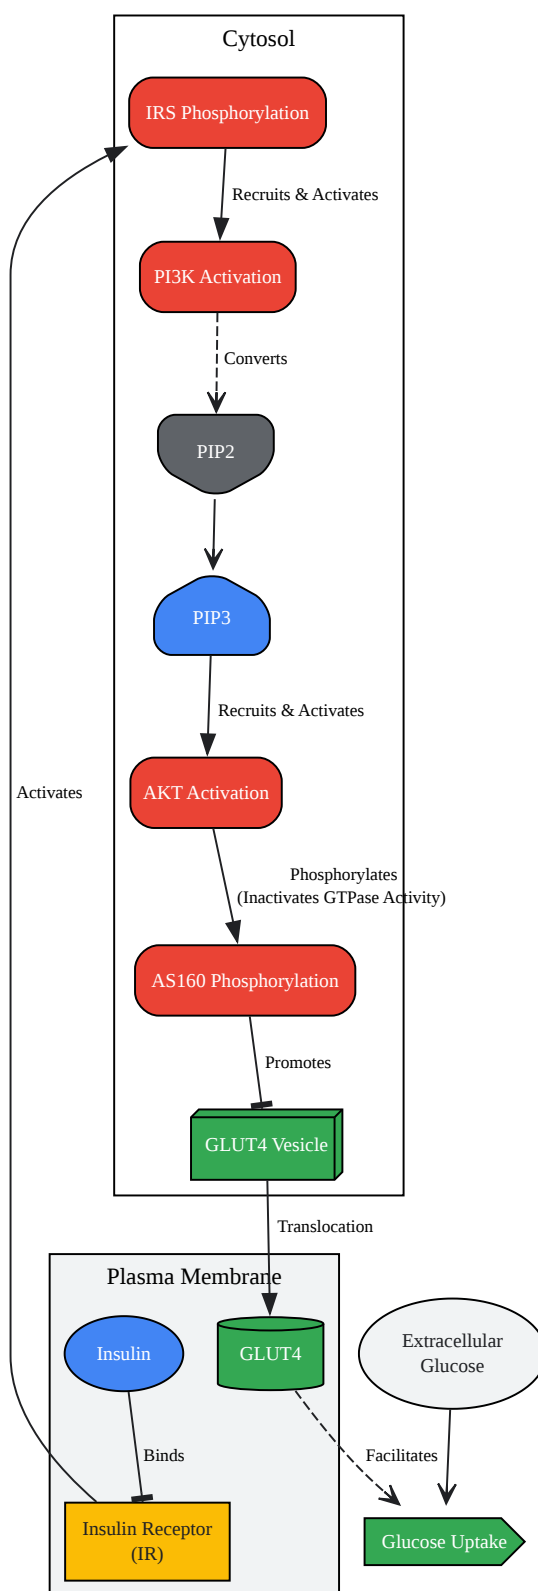 Cytosol
IRS Phosphorylation
Recruits & Activates
PI3K Activation
Converts
PIP2
PIP3
Recruits & Activates
AKT Activation
Activates
Phosphorylates
(Inactivates GTPase Activity)
AS160 Phosphorylation
Promotes
GLUT4 Vesicle
Translocation
Plasma Membrane
Insulin
GLUT4
Extracellular
Glucose
Binds
Facilitates
Insulin Receptor
(IR)
Glucose Uptake